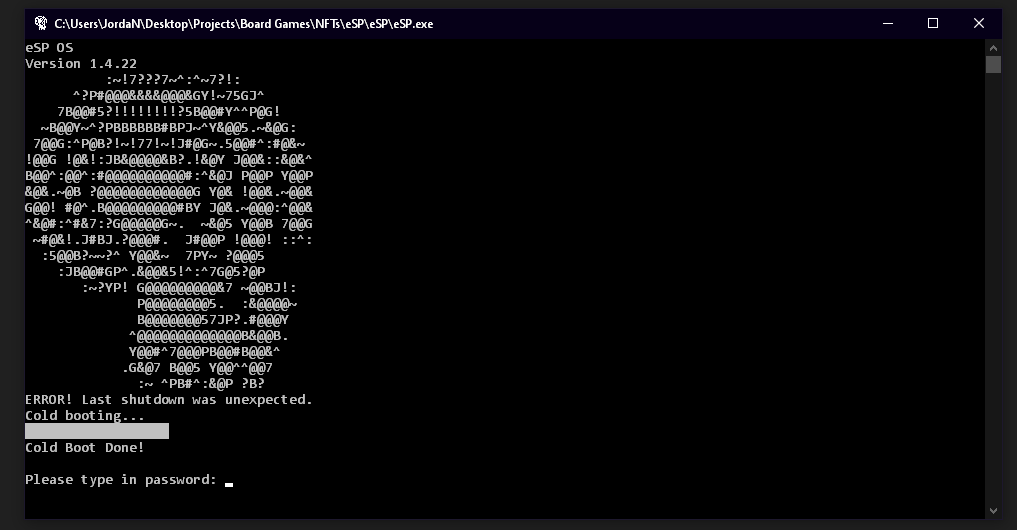 C:\Users\JordaN\Desktop\Projects\Board Games\NFTs\eSP\eSP\eSP.exe
eSP OS
Version 1.4.22
ERROR! Last shutdown was unexpected.
Cold booting...
Cold Boot Done!
Please type in password: